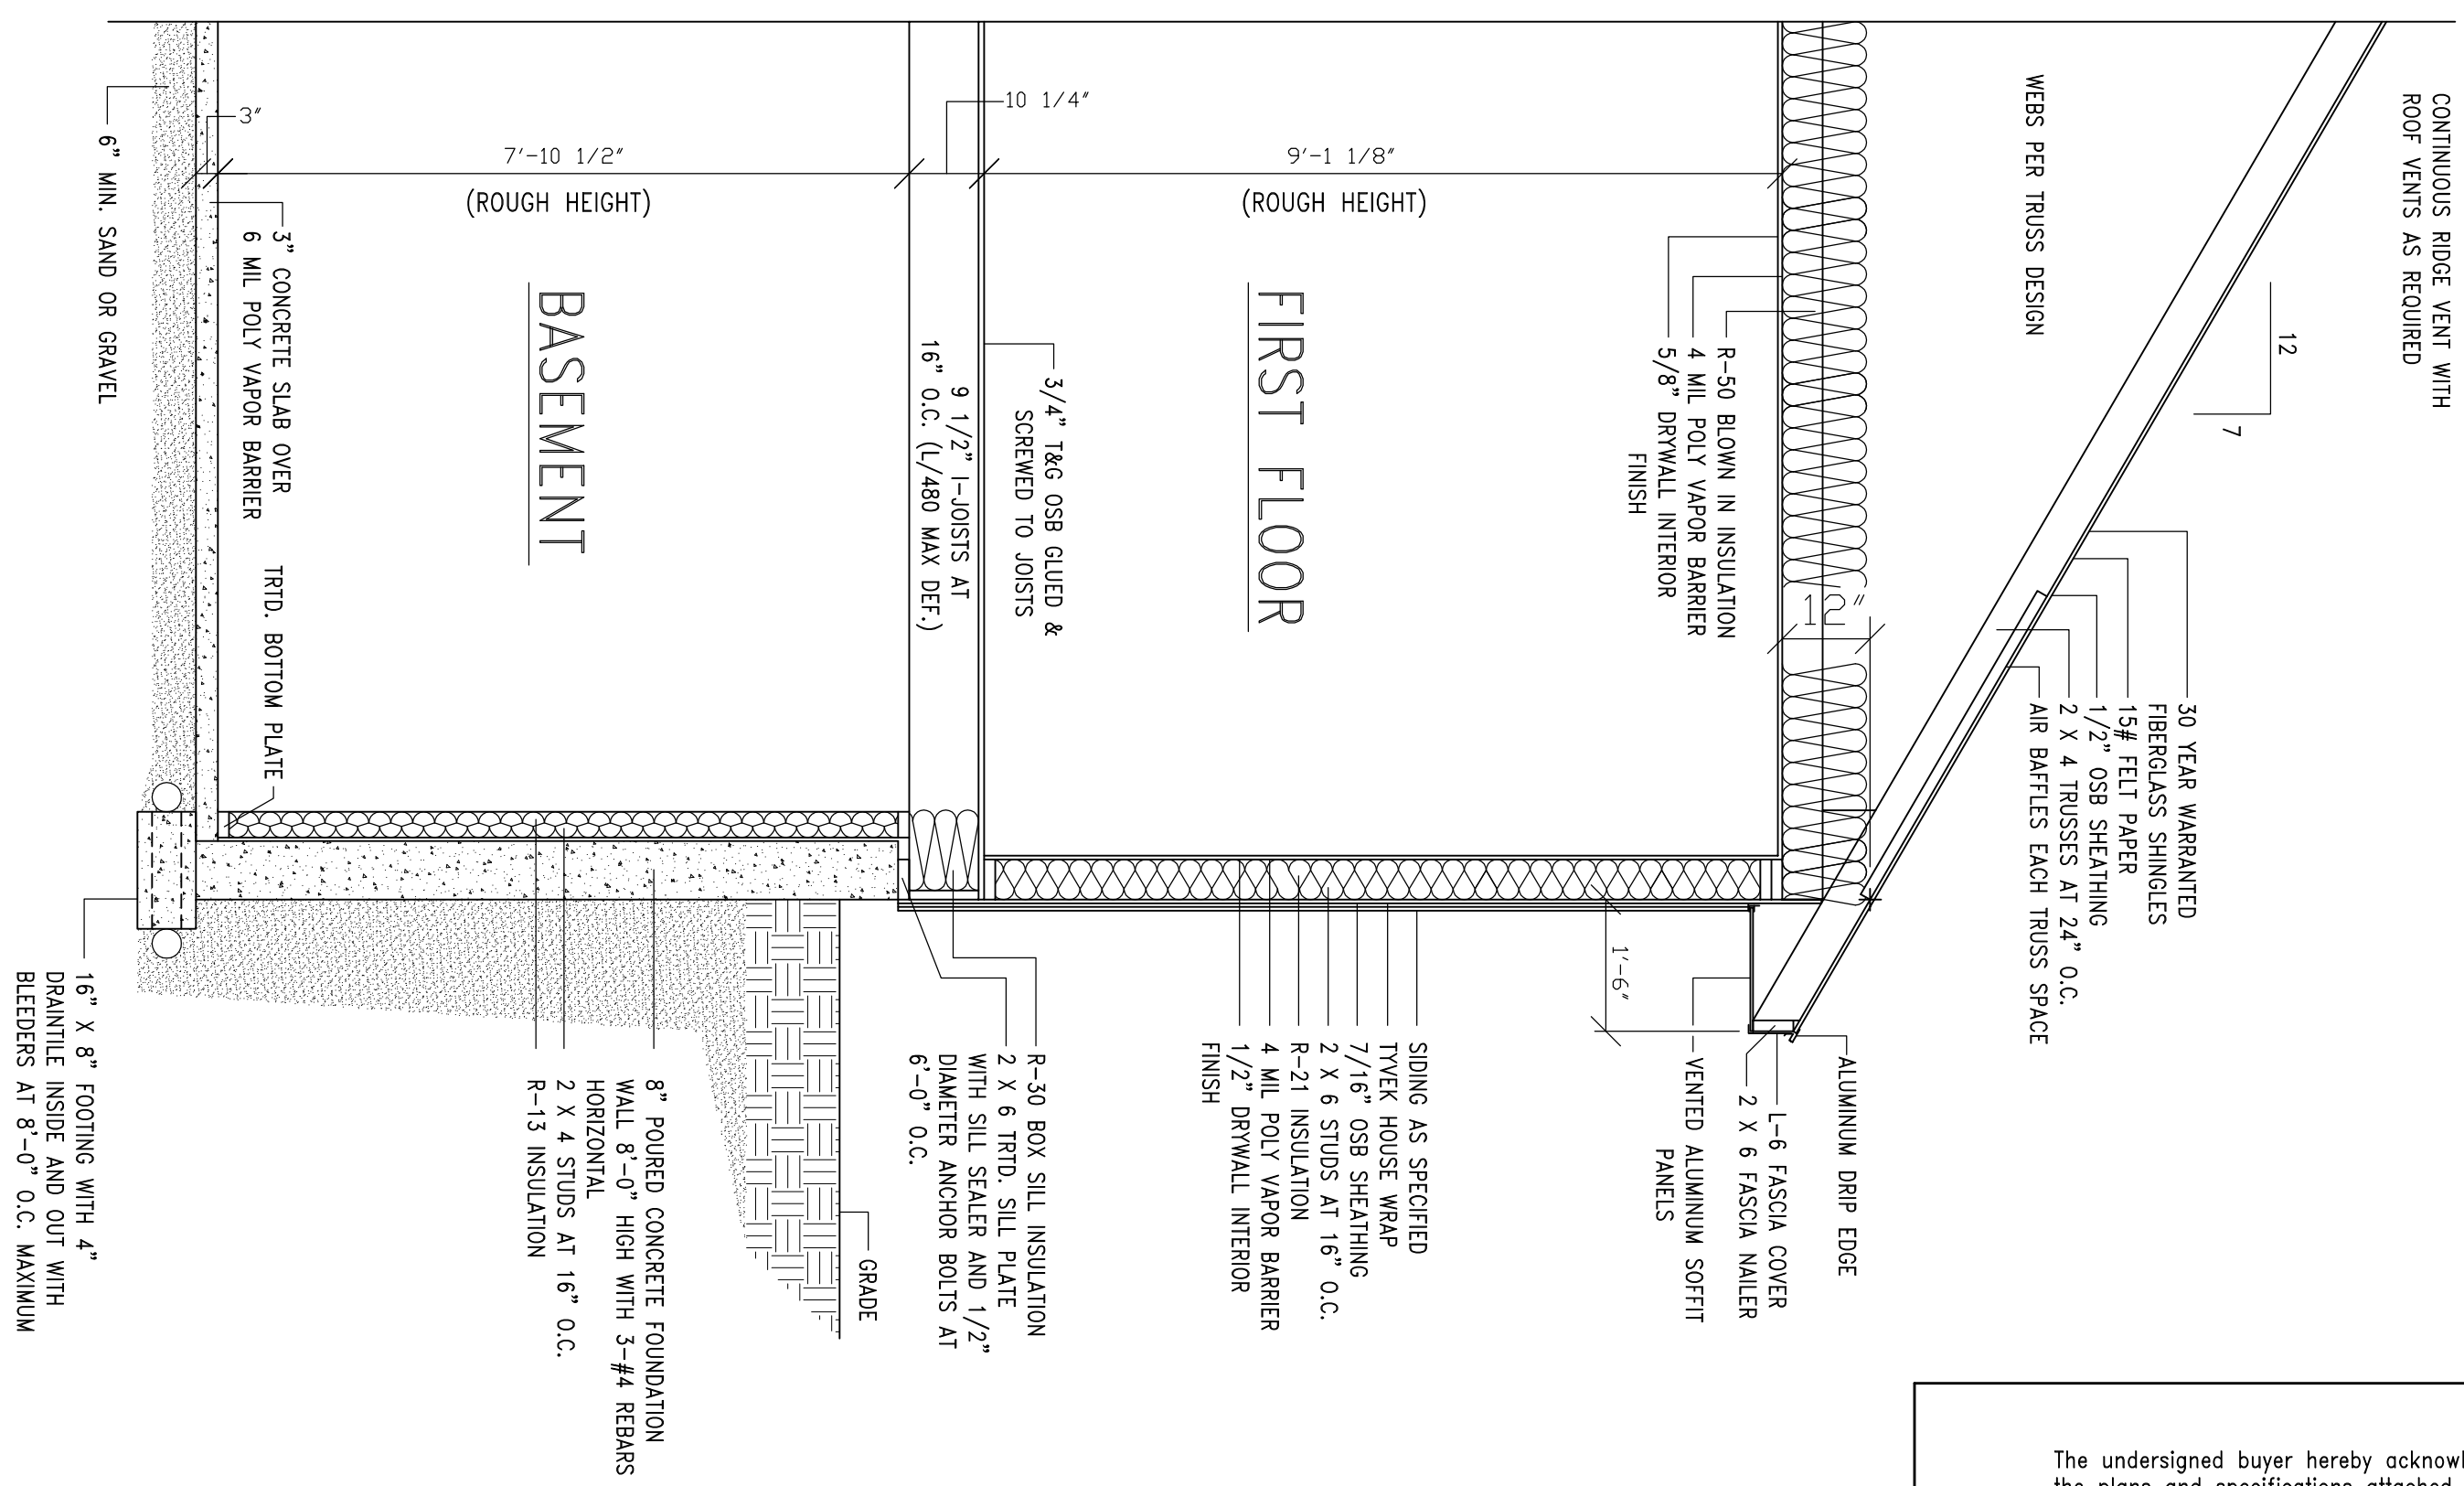 CONTINUOUS RIDGE VENT WITH
ROOF VENTS AS REQUIRED
12
7
WEBS PER TRUSS DESIGN
30 YEAR WARRANTED
FIBERGLASS SHINGLES
15# FELT PAPER
1/2" OSB SHEATHING
2 X 4 TRUSSES AT 24" O.C.
AIR BAFFLES EACH TRUSS SPACE
12"
ALUMINUM DRIP EDGE
L-6 FASCIA COVER
2 X 6 FASCIA NAILER
VENTED ALUMINUM SOFFIT
PANELS
1'-6"
R-50 BLOWN IN INSULATION
4 MIL POLY VAPOR BARRIER
5/8" DRYWALL INTERIOR
FINISH
9'-1 1/8"
(ROUGH HEIGHT)
FIRST FLOOR
SIDING AS SPECIFIED
TYVEK HOUSE WRAP
7/16" OSB SHEATHING
2 X 6 STUDS AT 16" O.C.
R-21 INSULATION
4 MIL POLY VAPOR BARRIER
1/2" DRYWALL INTERIOR
FINISH
10 1/4"
3/4" T&G OSB GLUED &
SCREWED TO JOISTS
9 1/2" I-JOISTS AT
16" O.C. (L/480 MAX DEF.)
R-30 BOX SILL INSULATION
2 X 6 TRTD. SILL PLATE
WITH SILL SEALER AND 1/2"
DIAMETER ANCHOR BOLTS AT
6'-0" O.C.
GRADE
7'-10 1/2"
(ROUGH HEIGHT)
BASEMENT
8" POURED CONCRETE FOUNDATION
WALL 8'-0" HIGH WITH 3-#4 REBARS
HORIZONTAL
2 X 4 STUDS AT 16" O.C.
R-13 INSULATION
3"
3" CONCRETE SLAB OVER
6 MIL POLY VAPOR BARRIER
TRTD. BOTTOM PLATE
6" MIN. SAND OR GRAVEL
16" X 8" FOOTING WITH 4"
DRAINTILE INSIDE AND OUT WITH
BLEEDERS AT 8'-0" O.C. MAXIMUM
The undersigned buyer hereby acknowl
the plans and specifications attached